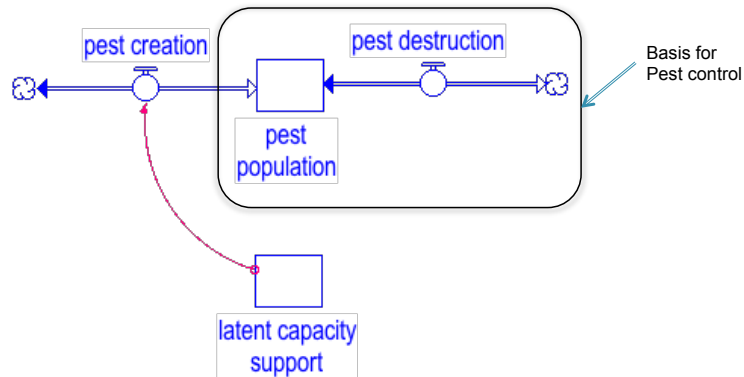 pest creation
pest destruction
Basis for
Pest control
pest
population
latent capacity
support